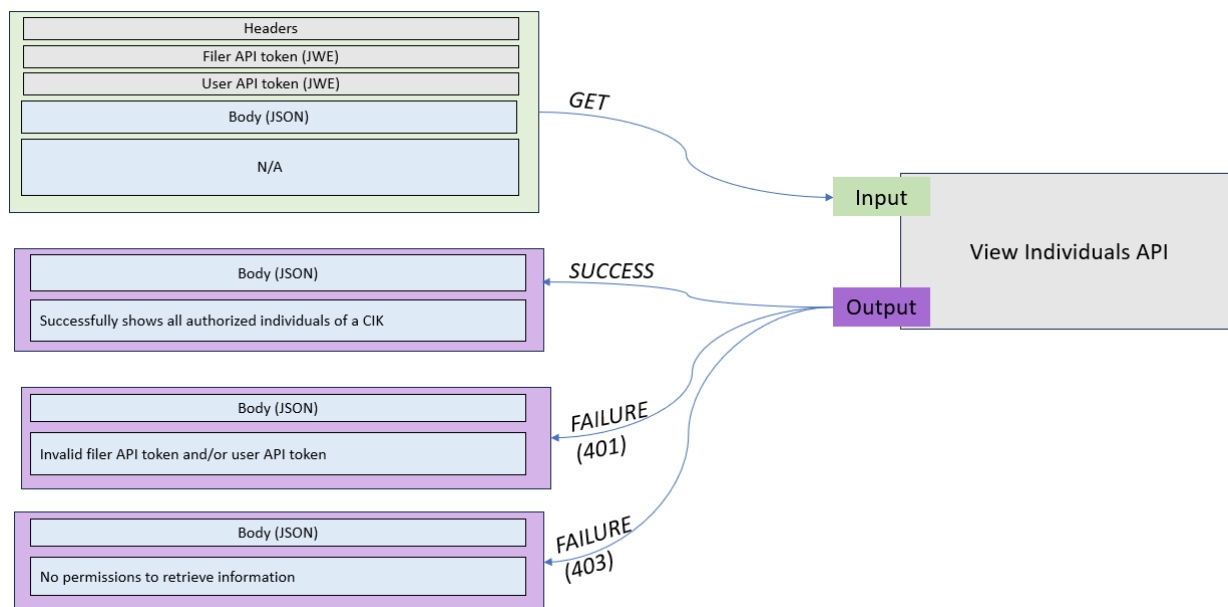 Headers
Filer API token (JWE)
User API token (JWE)
Body (JSON)
N/A
GET
Input
View Individuals API
Output
SUCCESS
Body (JSON)
Successfully shows all authorized individuals of a CIK
FAILURE
(401)
Body (JSON)
Invalid filer API token and/or user API token
FAILURE
(403)
Body (JSON)
No permissions to retrieve information